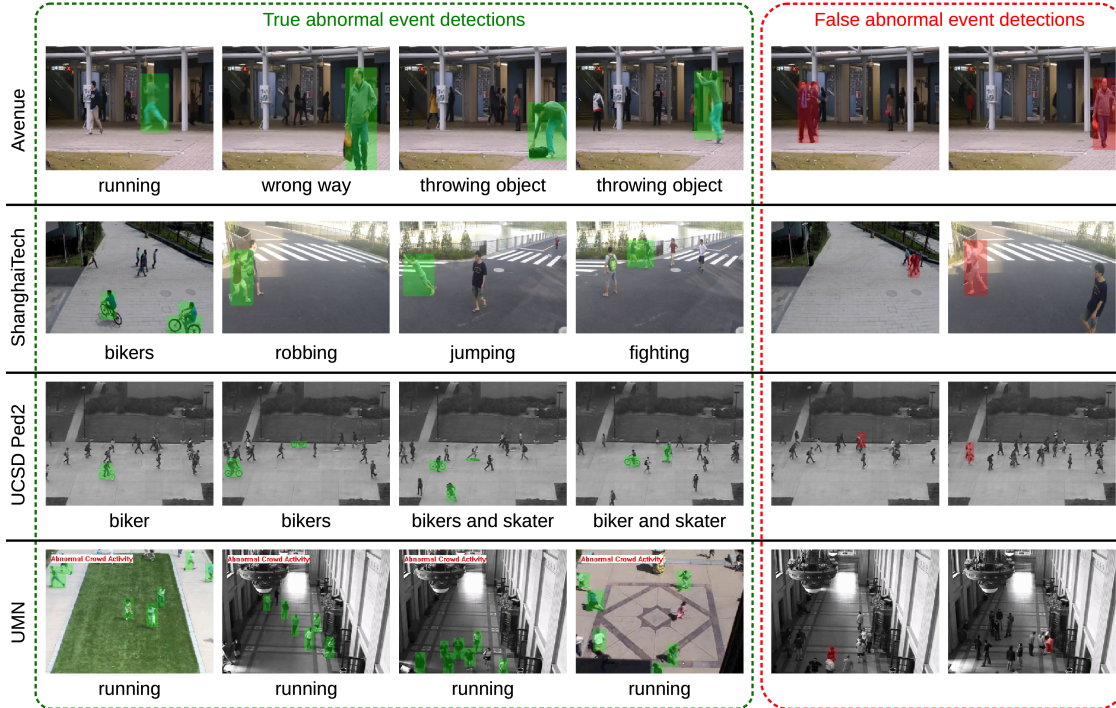 True abnormal event detections
False abnormal event detections
Avenue
running
wrong way
throwing object
throwing object
ShanghaiTech
bikers
robbing
jumping
fighting
UCSD Ped2
biker
bikers
bikers and skater
biker and skater
UMN
Abnormal Crowd Activity
Abnormal Crowd Activity
Abnormal Crowd Activity
Abnormal Crowd Activity
running
running
running
running